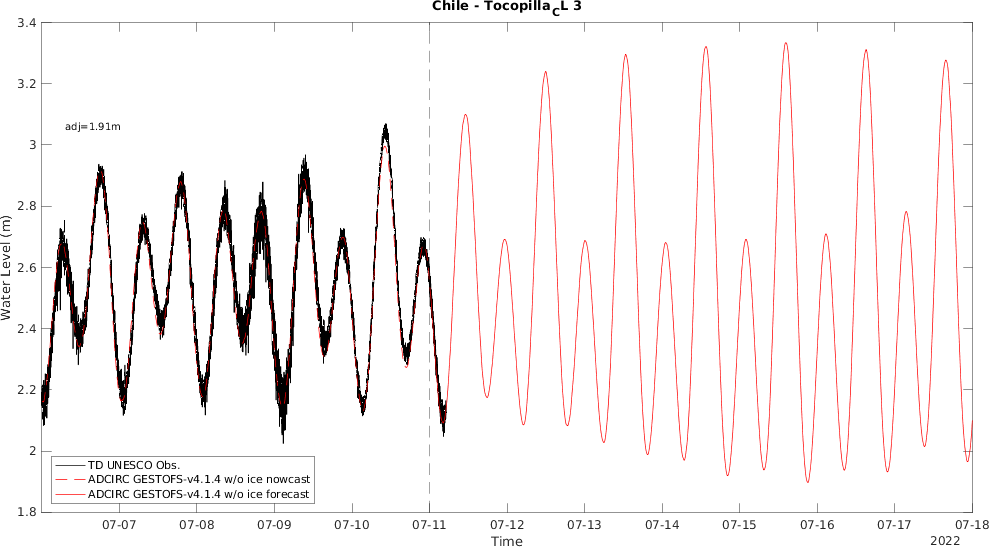 Chile - Tocopilla_CL 3
3.4
3.2
3
2.8
2.6
2.4
2.2
2
1.8
Water Level (m)
adj=1.91m
TD UNESCO Obs.
ADCIRC GESTOFS-v4.1.4 w/o ice nowcast
ADCIRC GESTOFS-v4.1.4 w/o ice forecast
07-07 07-08 07-09 07-10 07-11 07-12 07-13 07-14 07-15 07-16 07-17 07-18
Time
2022